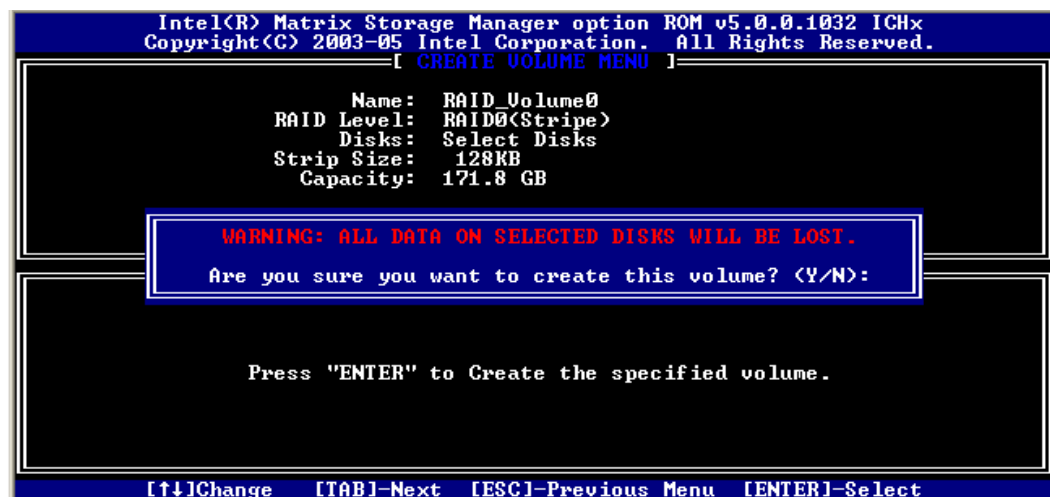 Intel(R) Matrix Storage Manager option ROM v5.0.0.1032 ICHx
Copyright(C) 2003-05 Intel Corporation.  All Rights Reserved.
[ CREATE VOLUME MENU ]
Name: RAID_Volume0
RAID Level: RAID0(Stripe)
Disks: Select Disks
Strip Size: 128KB
Capacity: 171.8 GB
WARNING: ALL DATA ON SELECTED DISKS WILL BE LOST.
Are you sure you want to create this volume? (Y/N):
Press "ENTER" to Create the specified volume.
[↑↓]Change [TAB]-Next [ESC]-Previous Menu [ENTER]-Select